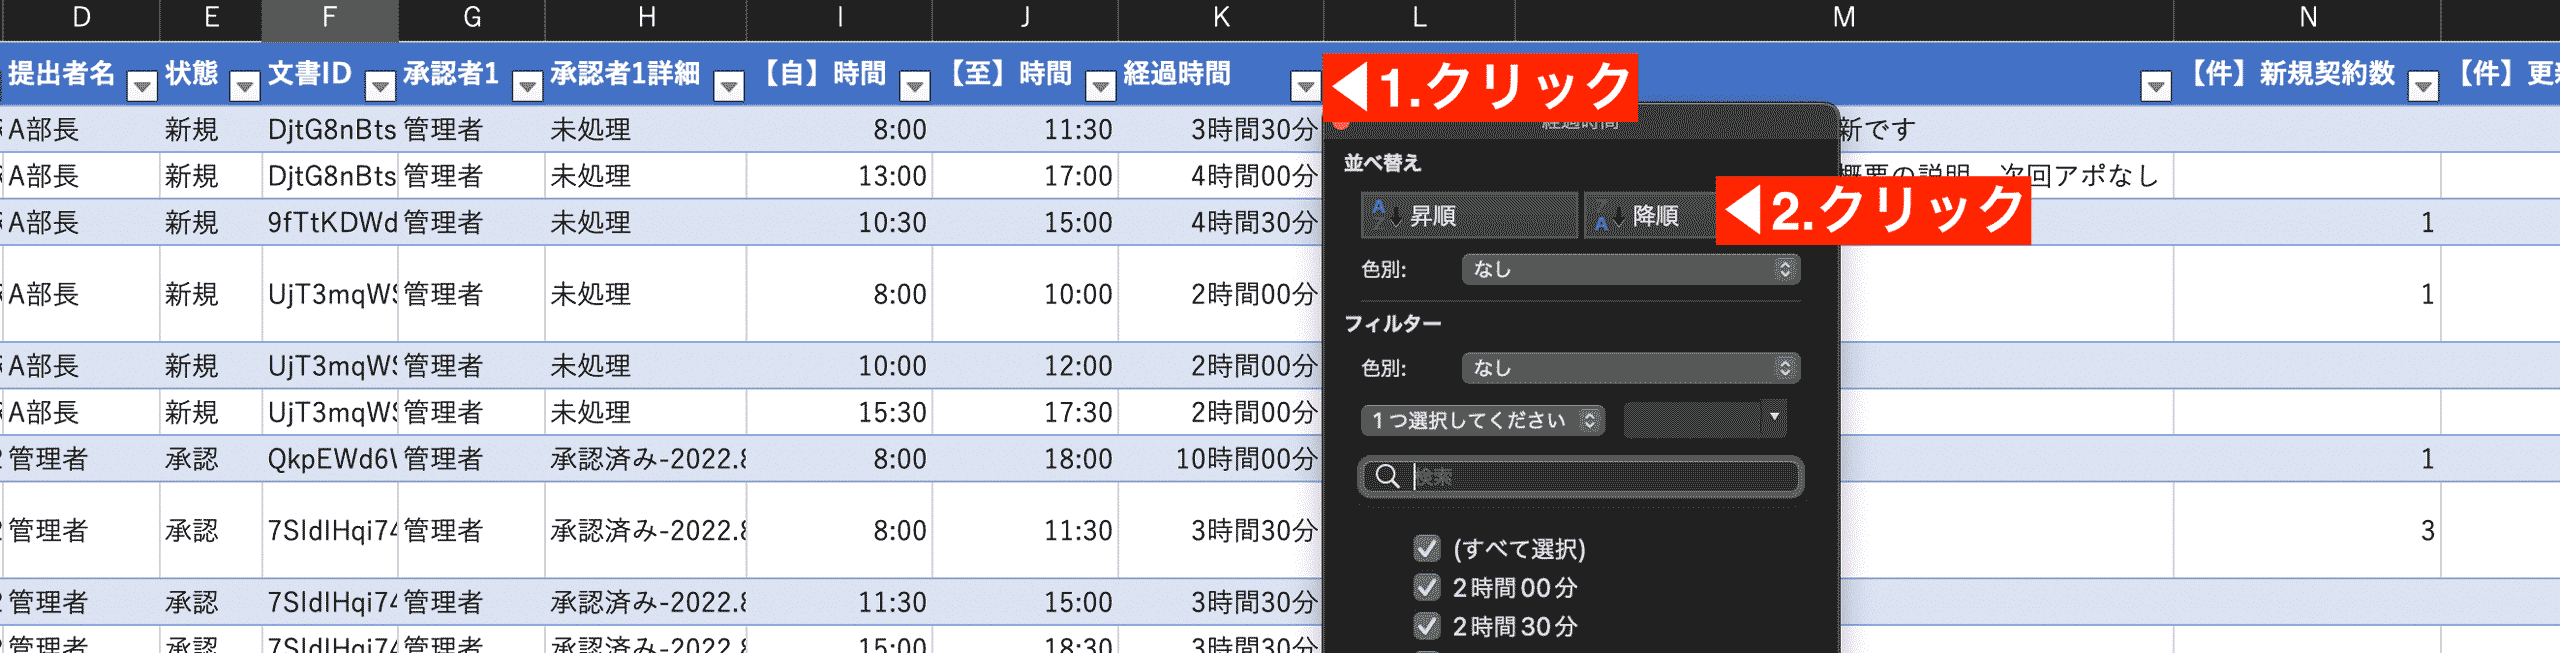 D E F G H I J K L M N
提出者名 状態 文書ID 承認者1 承認者1詳細 【自】時間 【至】時間 経過時間 ◀1.クリック 【件】新規契約数 【件】更新
A部長 新規 DjtG8nBts 管理者 未処理 8:00 11:30 3時間30分 新です
A部長 新規 DjtG8nBts 管理者 未処理 13:00 17:00 4時間00分 概要の説明 次回アポなし
A部長 新規 9fTtKDWd 管理者 未処理 10:30 15:00 4時間30分 1
A部長 新規 UjT3mqWS 管理者 未処理 8:00 10:00 2時間00分 1
A部長 新規 UjT3mqWS 管理者 未処理 10:00 12:00 2時間00分
A部長 新規 UjT3mqWS 管理者 未処理 15:30 17:30 2時間00分
管理者 承認 QkpEWd6\ 管理者 承認済み-2022.8 8:00 18:00 10時間00分 1
管理者 承認 7SldlHqi74 管理者 承認済み-2022.8 8:00 11:30 3時間30分 3
管理者 承認 7SldlHqi74 管理者 承認済み-2022.8 11:30 15:00 3時間30分
管理者 承認 7SldlHqi74 管理者 承認済み-2022.8 15:00 18:30 3時間30分
経過時間
並べ替え
昇順 降順 ◀2.クリック
色別: なし
フィルター
色別: なし
1つ選択してください
検索
(すべて選択)
2時間00分
2時間30分